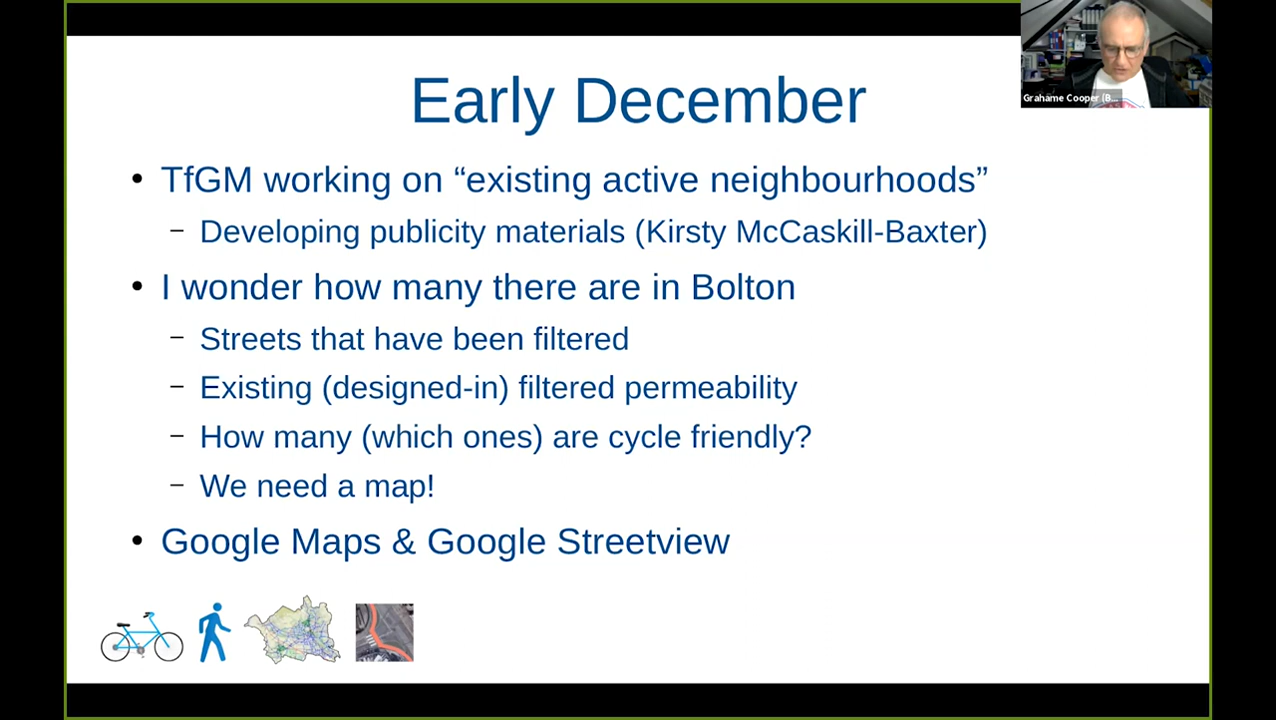 Early December
Grahame Cooper (B...
• TfGM working on “existing active neighbourhoods”
– Developing publicity materials (Kirsty McCaskill-Baxter)
• I wonder how many there are in Bolton
– Streets that have been filtered
– Existing (designed-in) filtered permeability
– How many (which ones) are cycle friendly?
– We need a map!
• Google Maps & Google Streetview